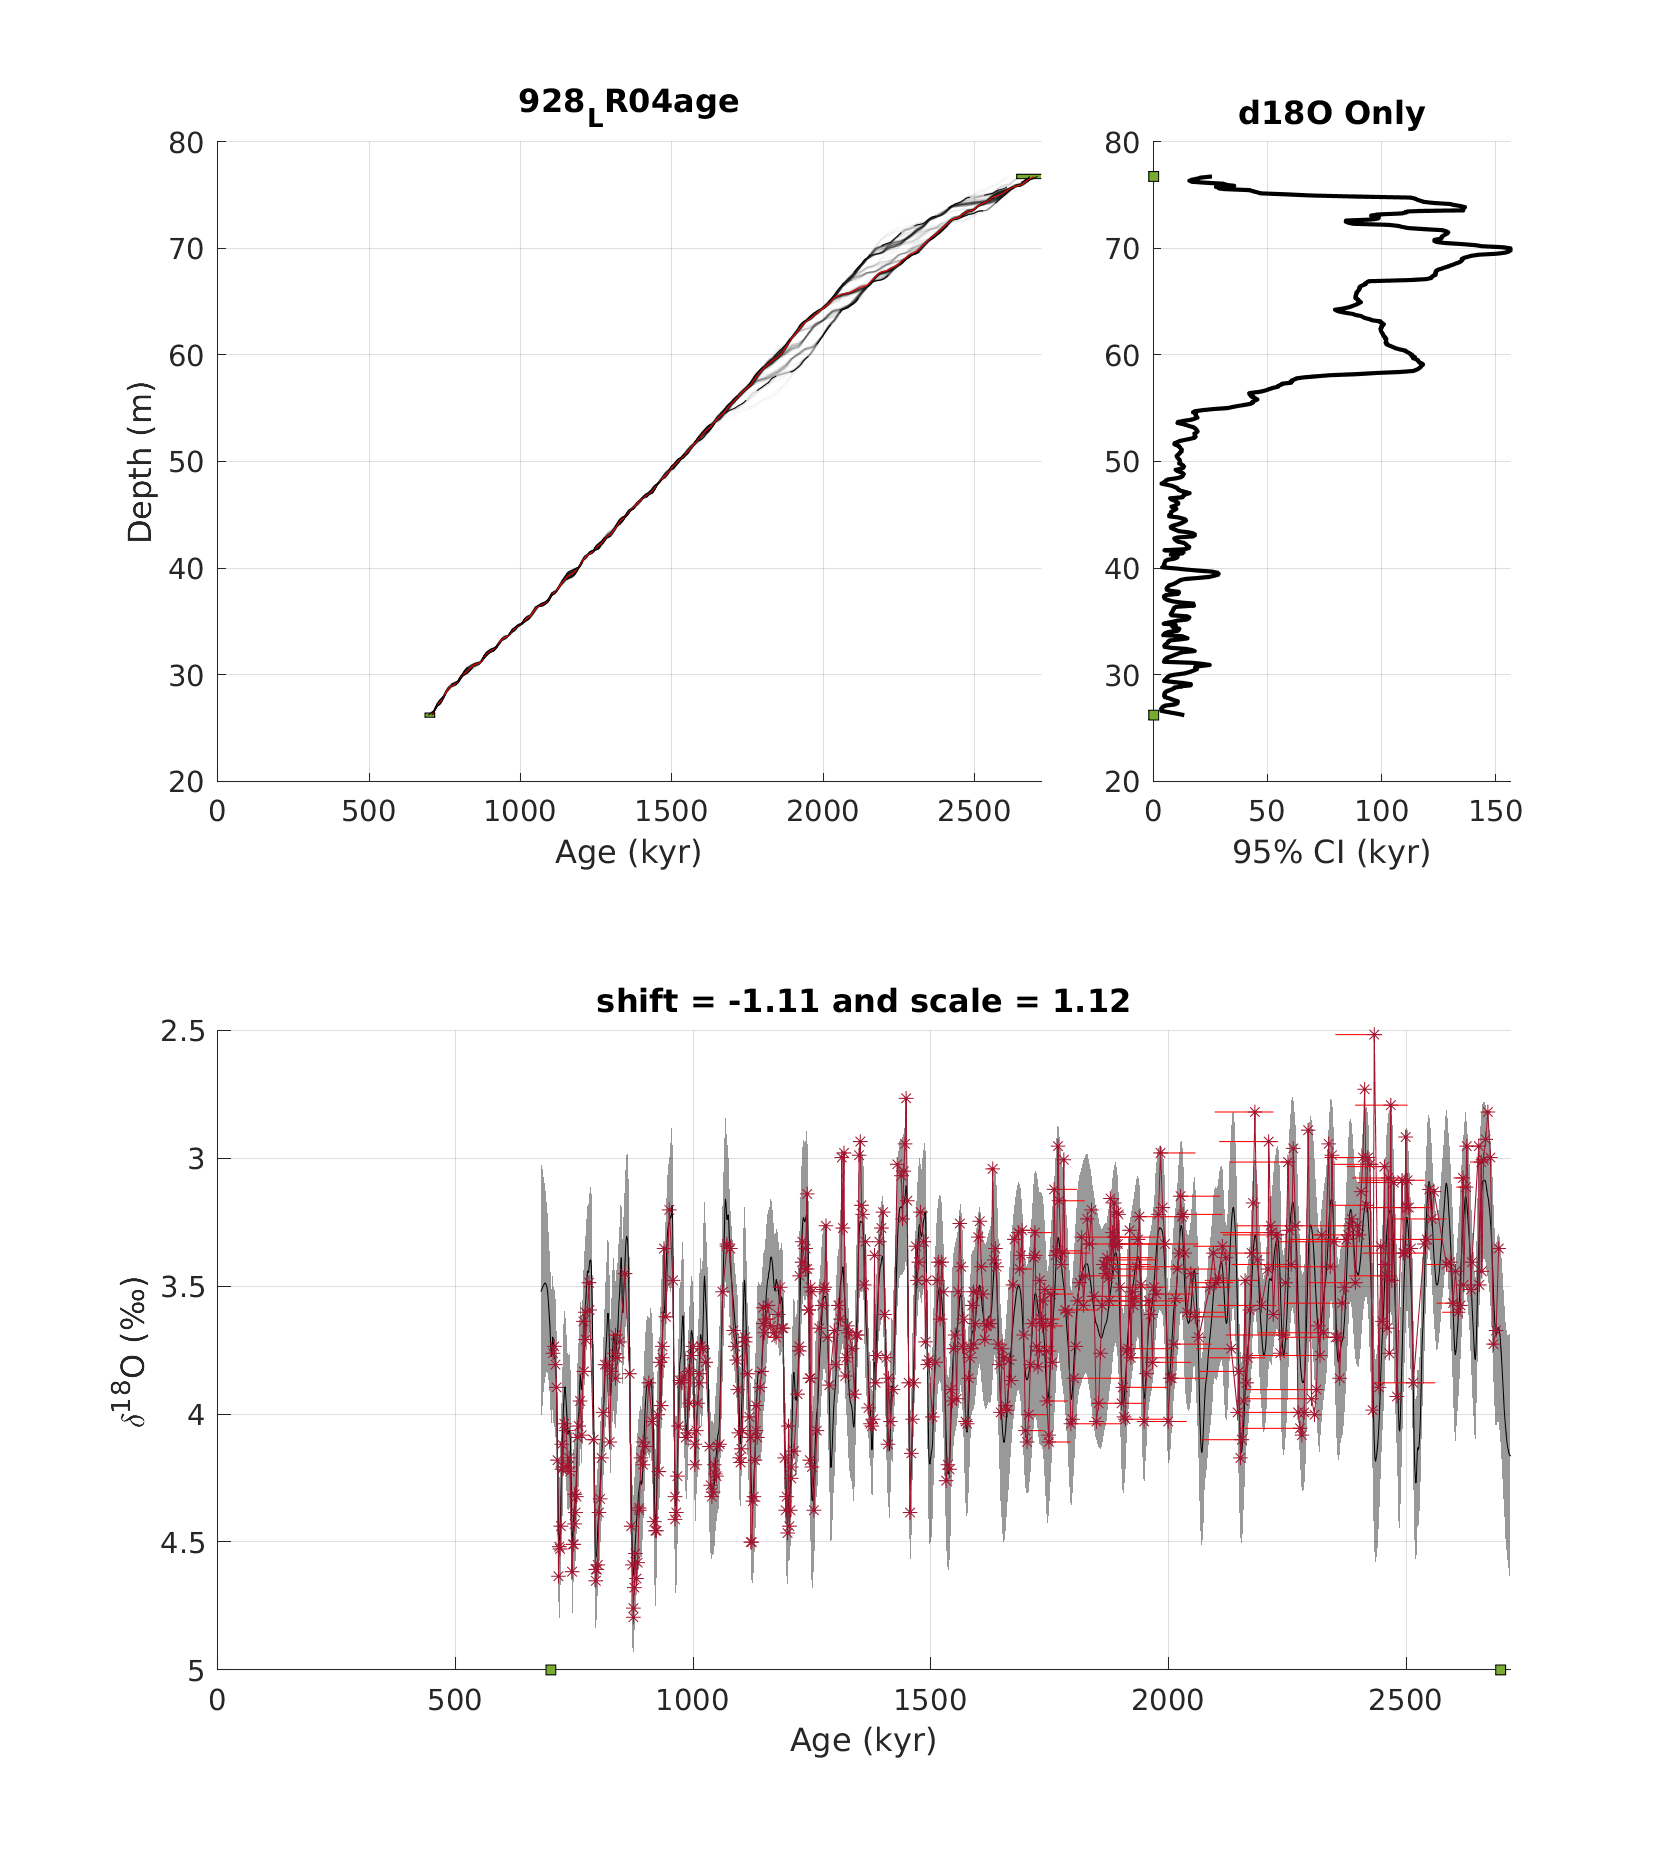 928LR04age
d18O Only
80
70
60
50
40
30
20
Depth (m)
0 500 1000 1500 2000 2500
Age (kyr)
80
70
60
50
40
30
20
0 50 100 150
95% CI (kyr)
shift = -1.11 and scale = 1.12
2.5
3
3.5
4
4.5
5
δ18O (‰)
0 500 1000 1500 2000 2500
Age (kyr)